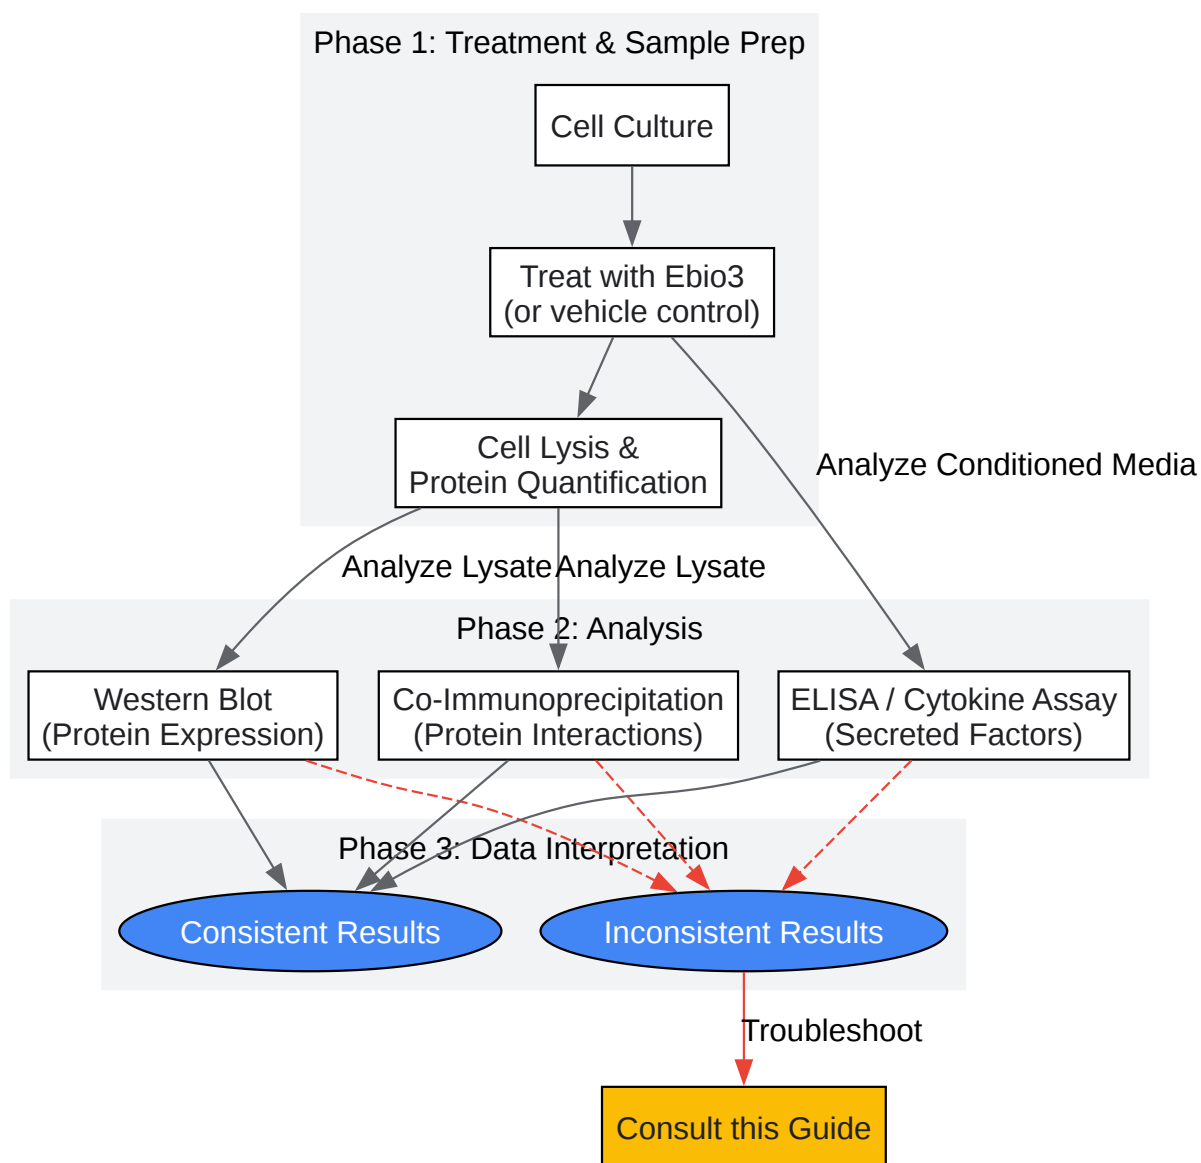 Phase 1: Treatment & Sample Prep
Cell Culture
Treat with Ebio3
(or vehicle control)
Cell Lysis &
Protein Quantification
Analyze Conditioned Media
Analyze Lysate
Analyze Lysate
Phase 2: Analysis
Western Blot
(Protein Expression)
Co-Immunoprecipitation
(Protein Interactions)
ELISA / Cytokine Assay
(Secreted Factors)
Phase 3: Data Interpretation
Consistent Results
Inconsistent Results
Troubleshoot
Consult this Guide